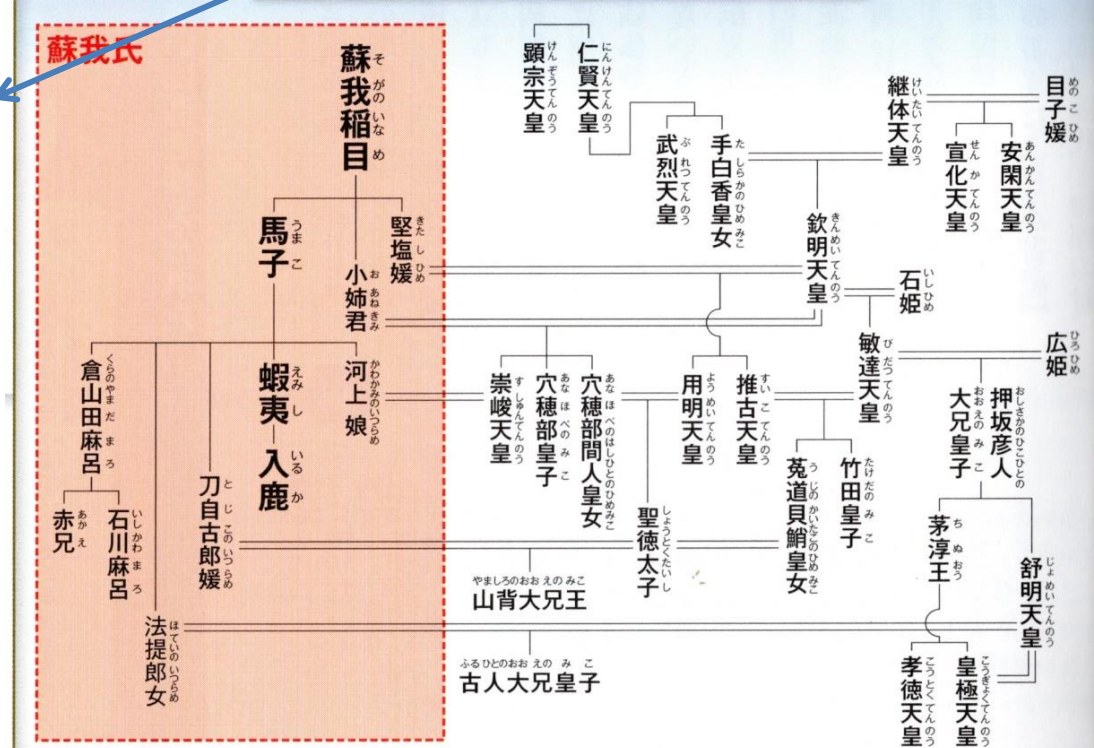 蘇我氏
蘇我稲目
そがのいなめ
馬子
うまこ
堅塩媛
きたしひめ
小姉君
おあねきみ
倉山田麻呂
くらのやまだまろ
赤兄
あかえ
石川麻呂
いしかわまろ
刀自古郎媛
とじこのいつらめ
法提郎女
ほていのいつらめ
蝦夷
えみし
入鹿
いるか
河上娘
かわかみのいつらめ
顕宗天皇
けんぞうてんのう
仁賢天皇
にんけんてんのう
武烈天皇
ぶれつてんのう
手白香皇女
たしらかのひめみこ
継体天皇
けいたいてんのう
目子媛
めのこひめ
宣化天皇
せんかてんのう
安閑天皇
あんかんてんのう
欽明天皇
きんめいてんのう
石姫
いしひめ
敏達天皇
びだつてんのう
広姫
ひろひめ
崇峻天皇
すしゅんてんのう
穴穂部皇子
あなほべのみこ
穴穂部間人皇女
あなほべのはしひとのひめみこ
用明天皇
ようめいてんのう
推古天皇
すいこてんのう
菟道貝鮹皇女
うじのかいたこのひめみこ
竹田皇子
たけだのみこ
押坂彦人
おしさかのひこひとの
大兄皇子
おおえのみこ
聖徳太子
しょうとくたいし
やましろのおおえのみこ
山背大兄王
茅渟王
ちぬおう
舒明天皇
じょめいてんのう
ふるひとのおおえのみこ
古人大兄皇子
孝徳天皇
こうとくてんのう
皇極天皇
こうぎょくてんのう